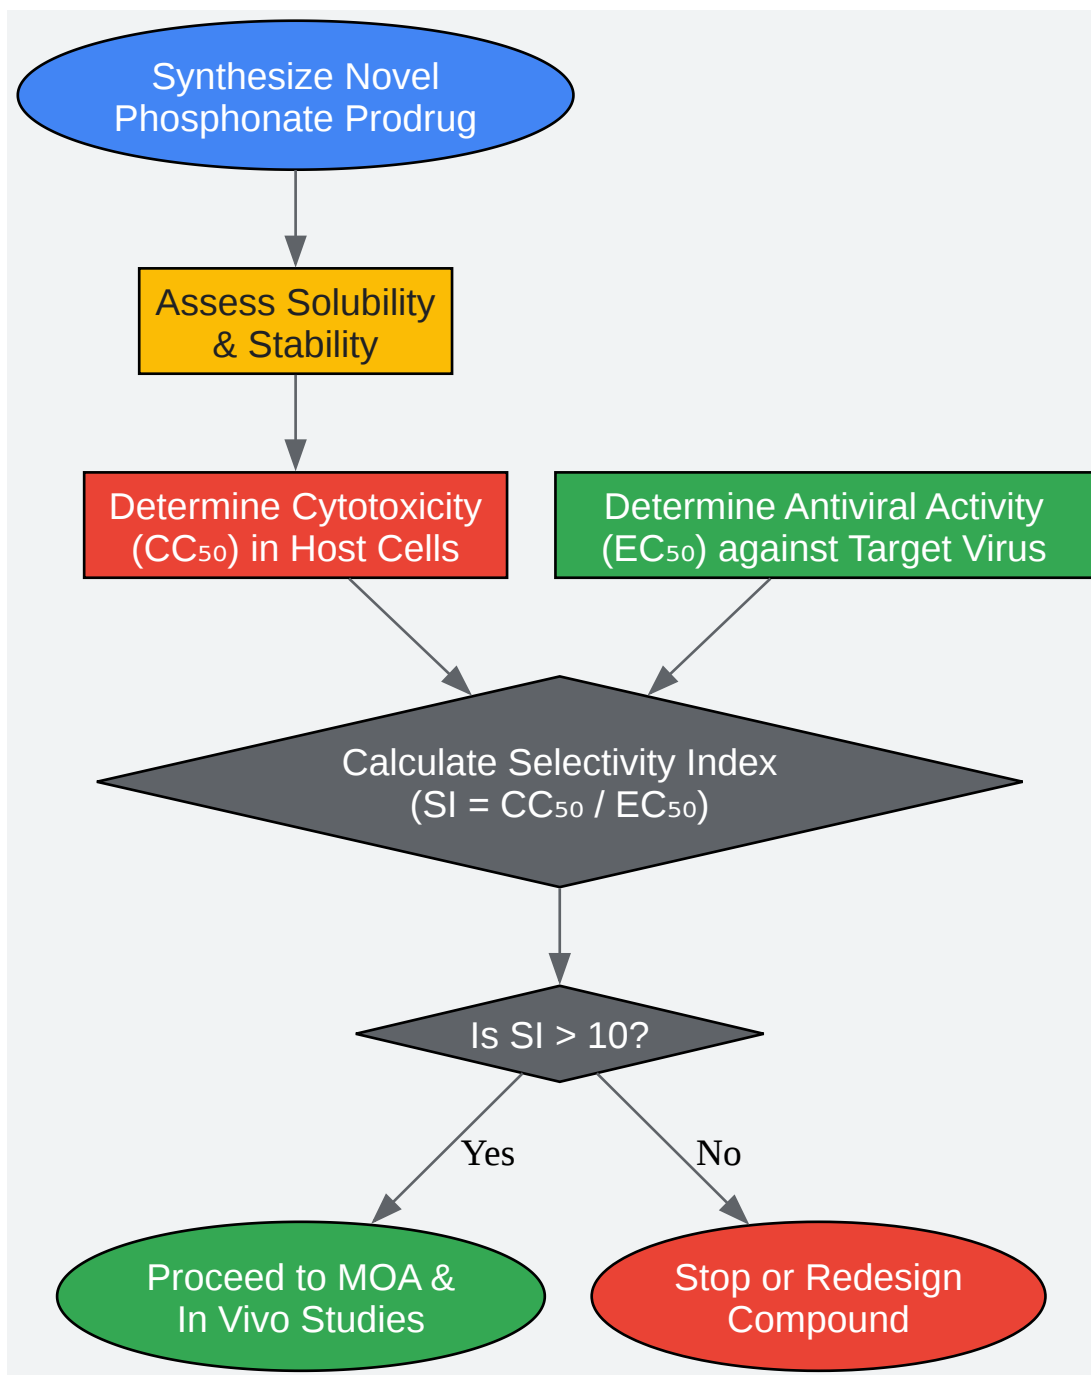 Synthesize Novel
Phosphonate Prodrug
Assess Solubility
& Stability
Determine Cytotoxicity
(CC₅₀) in Host Cells
Determine Antiviral Activity
(EC₅₀) against Target Virus
Calculate Selectivity Index
(SI = CC₅₀ / EC₅₀)
Is SI > 10?
Yes
No
Proceed to MOA &
In Vivo Studies
Stop or Redesign
Compound